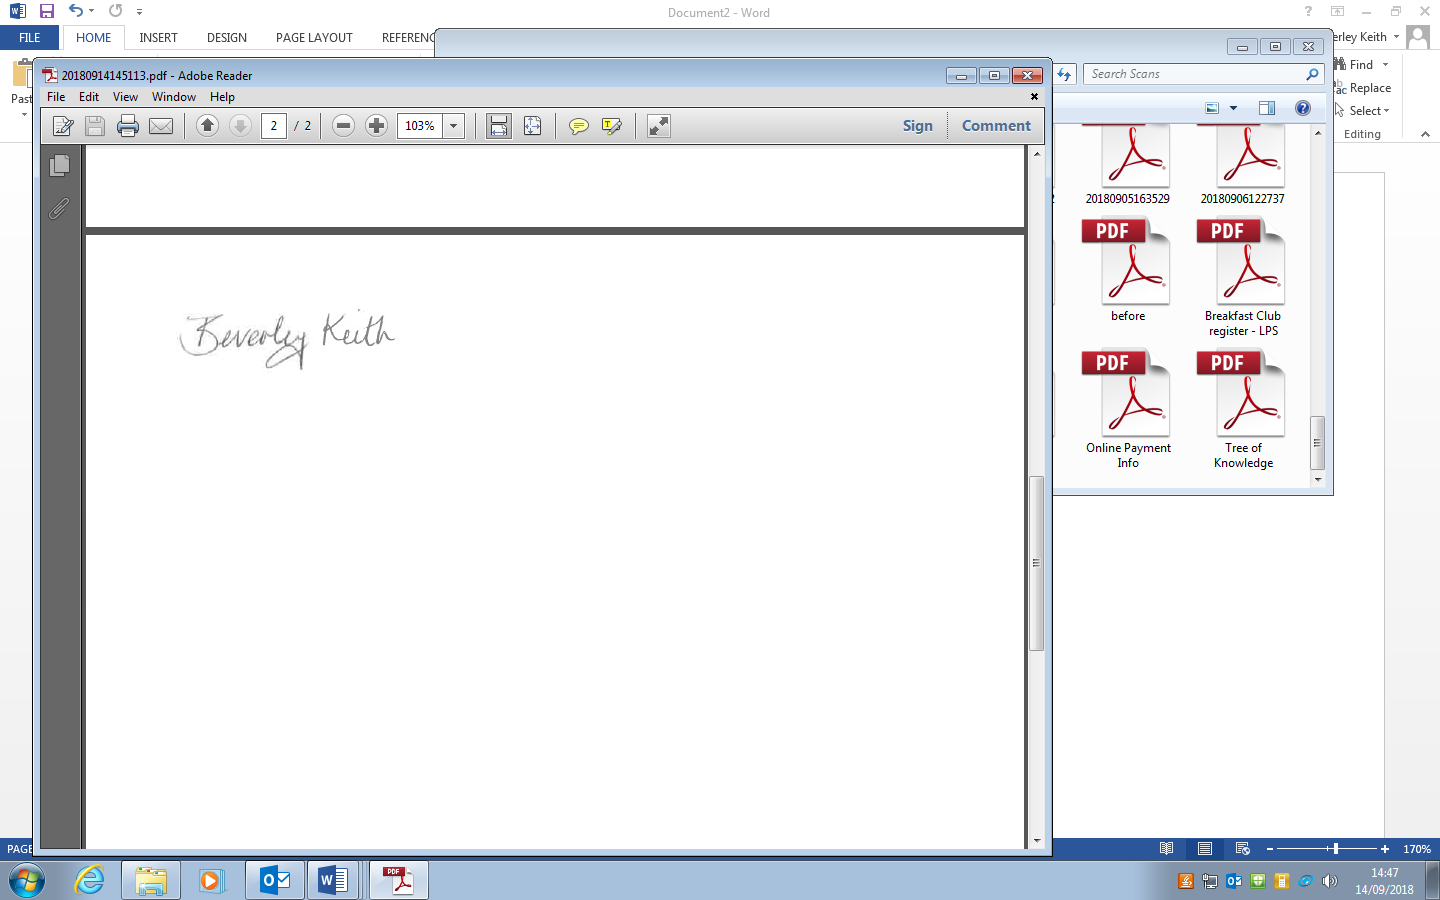 Document2 - Word
FILE
HOME
INSERT
DESIGN
PAGE LAYOUT
REFERENC
erley Keith
Past
Find
Replace
Select
Editing
Search Scans
20180914145113.pdf - Adobe Reader
File Edit View Window Help
2 / 2
103%
Sign
Comment
Beverley Keith
2
20180905163529
20180906122737
PDF
before
PDF
Breakfast Club
register - LPS
PDF
Online Payment
Info
PDF
Tree of
Knowledge
PAGE
170%
PDF
14:47
14/09/2018